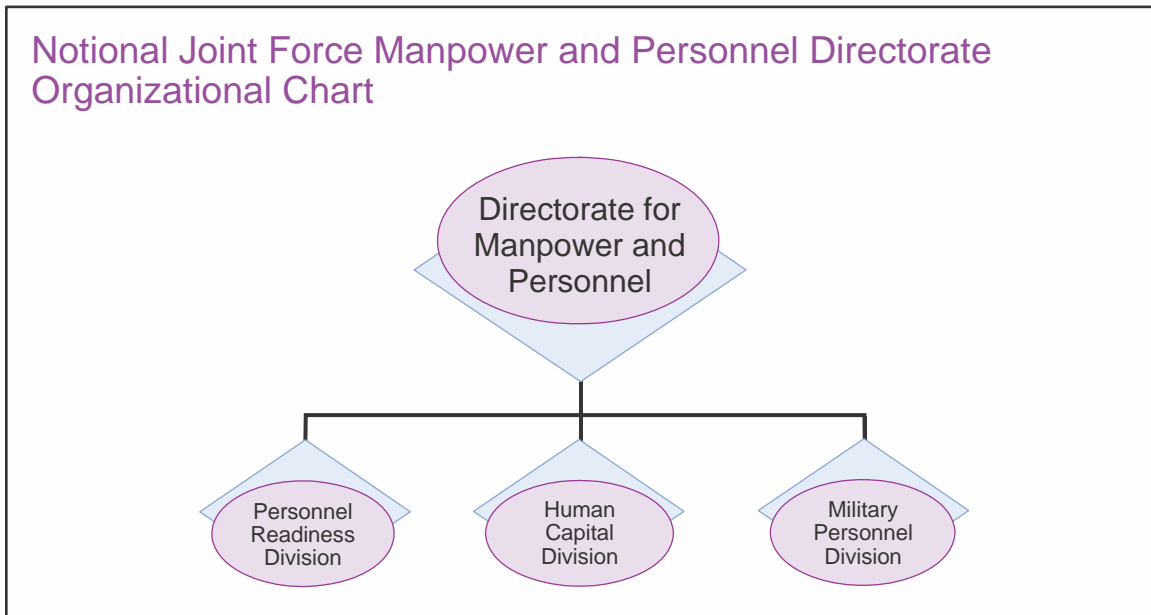 Notional Joint Force Manpower and Personnel Directorate
Organizational Chart
Directorate for
Manpower and
Personnel
Personnel
Readiness
Division
Human
Capital
Division
Military
Personnel
Division